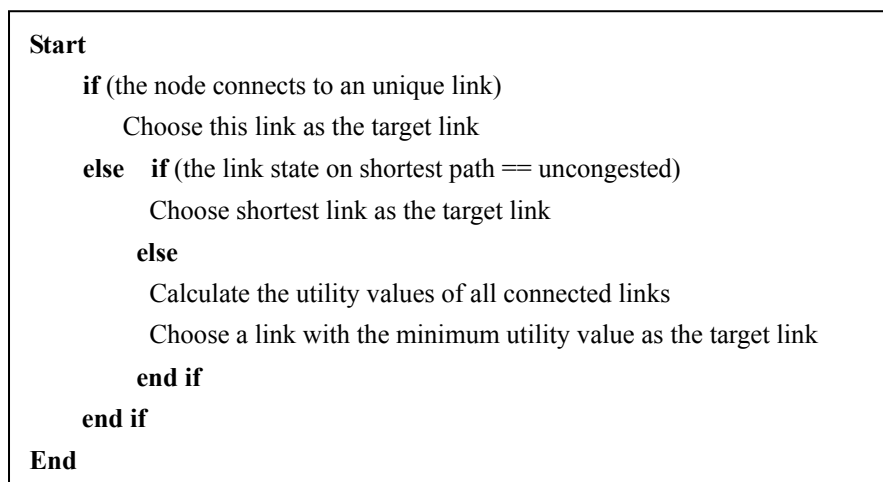 Start
if (the node connects to an unique link)
Choose this link as the target link
else if (the link state on shortest path == uncongested)
Choose shortest link as the target link
else
Calculate the utility values of all connected links
Choose a link with the minimum utility value as the target link
end if
end if
End